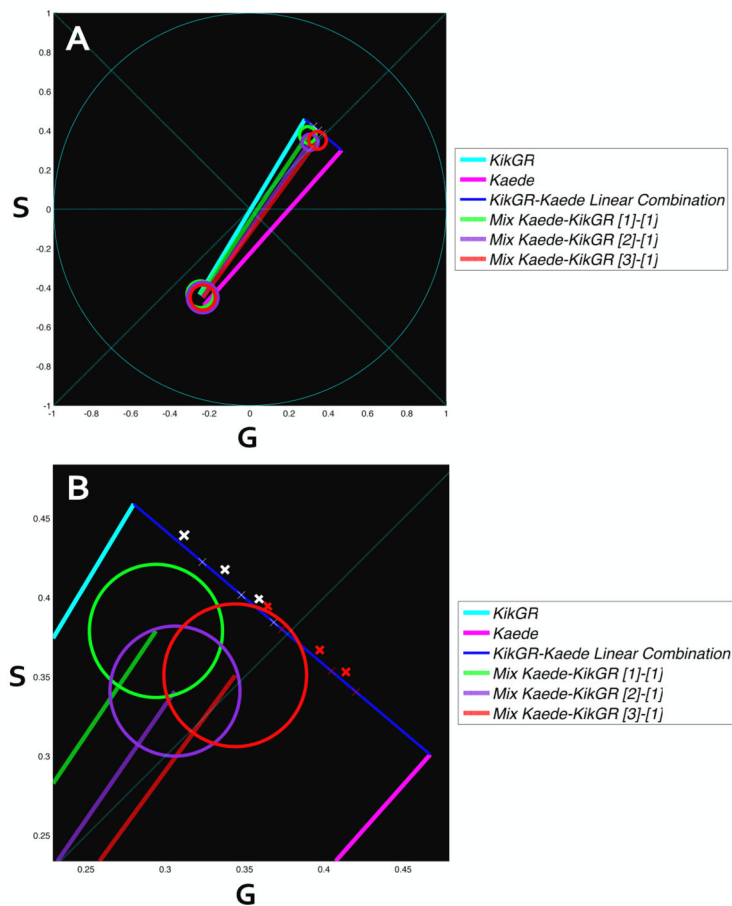 A
1
0.8
0.6
0.4
0.2
0
-0.2
-0.4
-0.6
-0.8
-1
S
-1 -0.8 -0.6 -0.4 -0.2 0 0.2 0.4 0.6 0.8 1
G
KikGR
Kaede
KikGR-Kaede Linear Combination
Mix Kaede-KikGR [1]-[1]
Mix Kaede-KikGR [2]-[1]
Mix Kaede-KikGR [3]-[1]
B
0.45
0.4
0.35
0.3
0.25
S
0.25 0.3 0.35 0.4 0.45
G
KikGR
Kaede
KikGR-Kaede Linear Combination
Mix Kaede-KikGR [1]-[1]
Mix Kaede-KikGR [2]-[1]
Mix Kaede-KikGR [3]-[1]